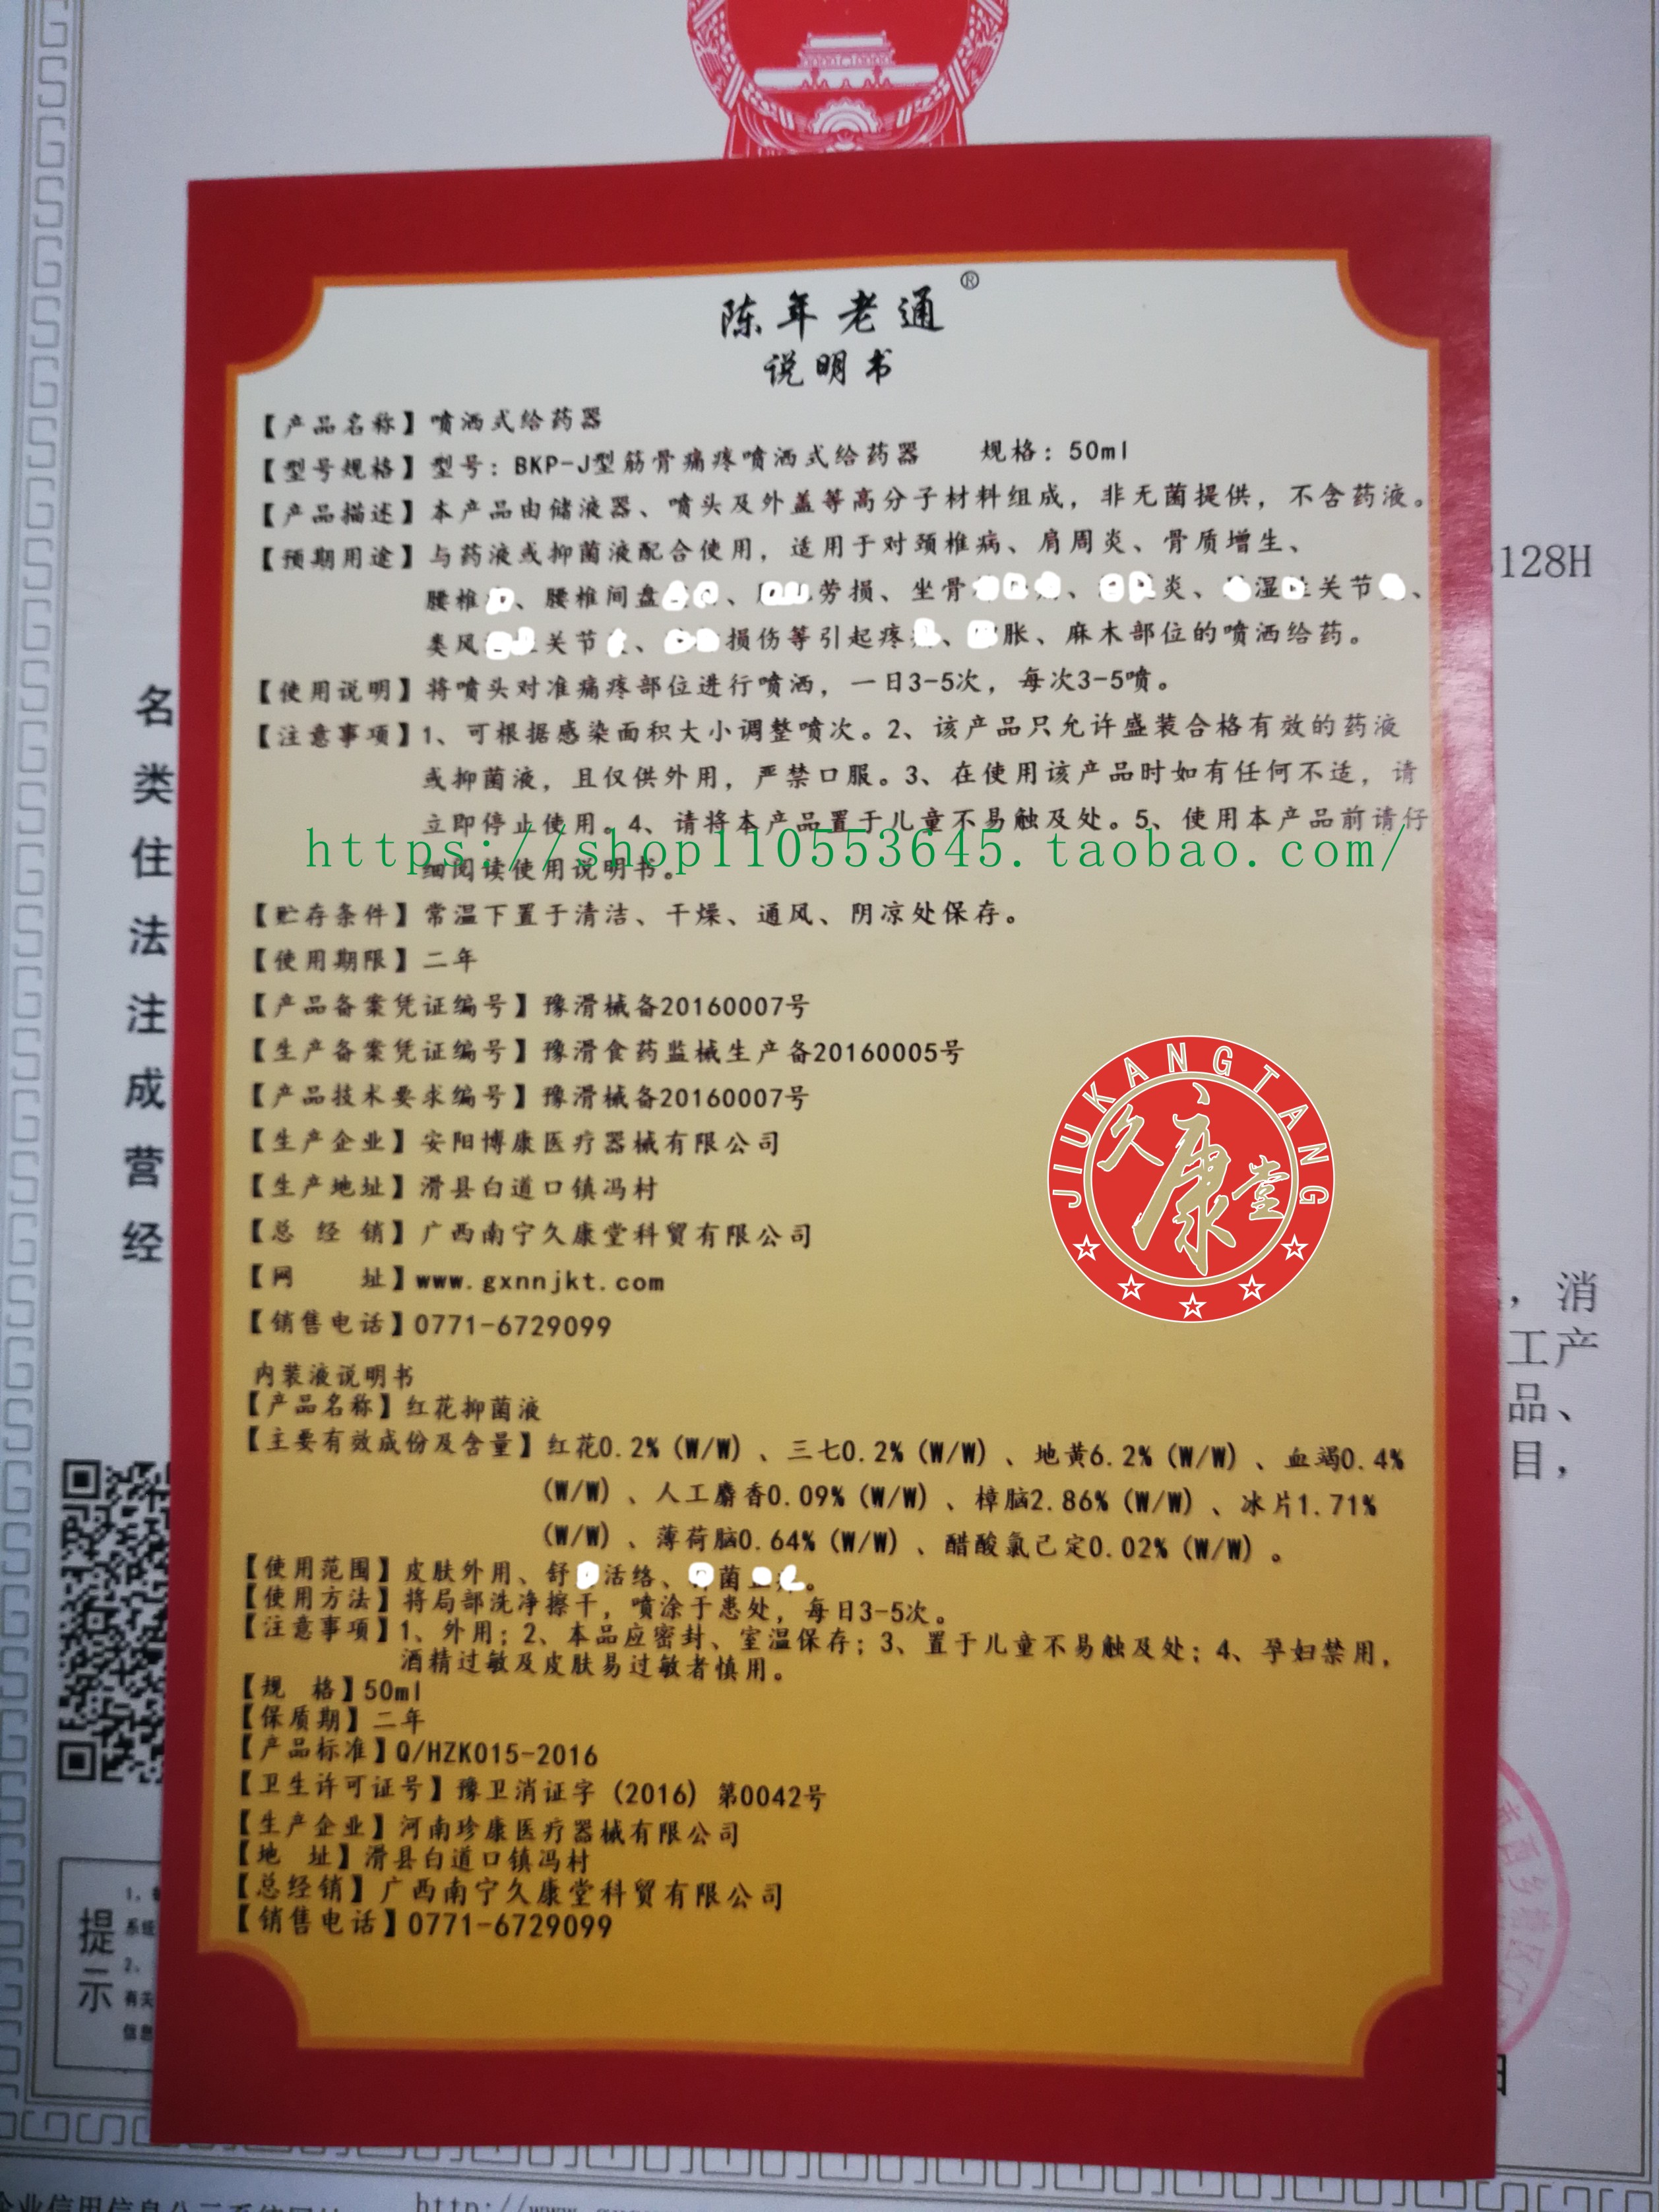 陈年老通®
说明书
【产品名称】喷洒式给药器
【型号规格】型号：BKP-J型筋骨痛疼喷洒式给药器 规格：50ml
【产品描述】本产品由储液器、喷头及外盖等高分子材料组成，非无菌提供，不含药液。
【预期用途】与药液或抑菌液配合使用，适用于对颈椎病、肩周炎、骨质增生、
腰椎、腰椎间盘、劳损、坐骨、炎、湿关节、
类风关节、损伤等引起疼、胀、麻木部位的喷洒给药。
【使用说明】将喷头对准痛疼部位进行喷洒，一日3-5次，每次3-5喷。
【注意事项】1、可根据感染面积大小调整喷次。2、该产品只允许盛装合格有效的药液
或抑菌液，且仅供外用，严禁口服。3、在使用该产品时如有任何不适，请
立即停止使用。4、请将本产品置于儿童不易触及处。5、使用本产品前请仔
https://shop110553645.taobao.com/
细阅读使用说明书。
【贮存条件】常温下置于清洁、干燥、通风、阴凉处保存。
【使用期限】二年
【产品备案凭证编号】豫滑械备20160007号
【生产备案凭证编号】豫滑食药监械生产备20160005号
【产品技术要求编号】豫滑械备20160007号
【生产企业】安阳博康医疗器械有限公司
【生产地址】滑县白道口镇冯村
【总 经 销】广西南宁久康堂科贸有限公司
【网 址】www.gxnnjkt.com
【销售电话】0771-6729099
JIUKANGTANG
久康堂
内装液说明书
【产品名称】红花抑菌液
【主要有效成份及含量】红花0.2%(W/W)、三七0.2%(W/W)、地黄6.2%(W/W)、血竭0.4%
(W/W)、人工麝香0.09%(W/W)、樟脑2.86%(W/W)、冰片1.71%
(W/W)、薄荷脑0.64%(W/W)、醋酸氯己定0.02%(W/W)。
【使用范围】皮肤外用、舒活络、菌。
【使用方法】将局部洗净擦干，喷涂于患处，每日3-5次。
【注意事项】1、外用；2、本品应密封、室温保存；3、置于儿童不易触及处；4、孕妇禁用，
酒精过敏及皮肤易过敏者慎用。
【规 格】50ml
【保质期】二年
【产品标准】Q/HZK015-2016
【卫生许可证号】豫卫消证字(2016)第0042号
【生产企业】河南珍康医疗器械有限公司
【地 址】滑县白道口镇冯村
【总经销】广西南宁久康堂科贸有限公司
【销售电话】0771-6729099
名
类
住
法
注
成
营
经
128H
，消
工产
品、
目，
提
示